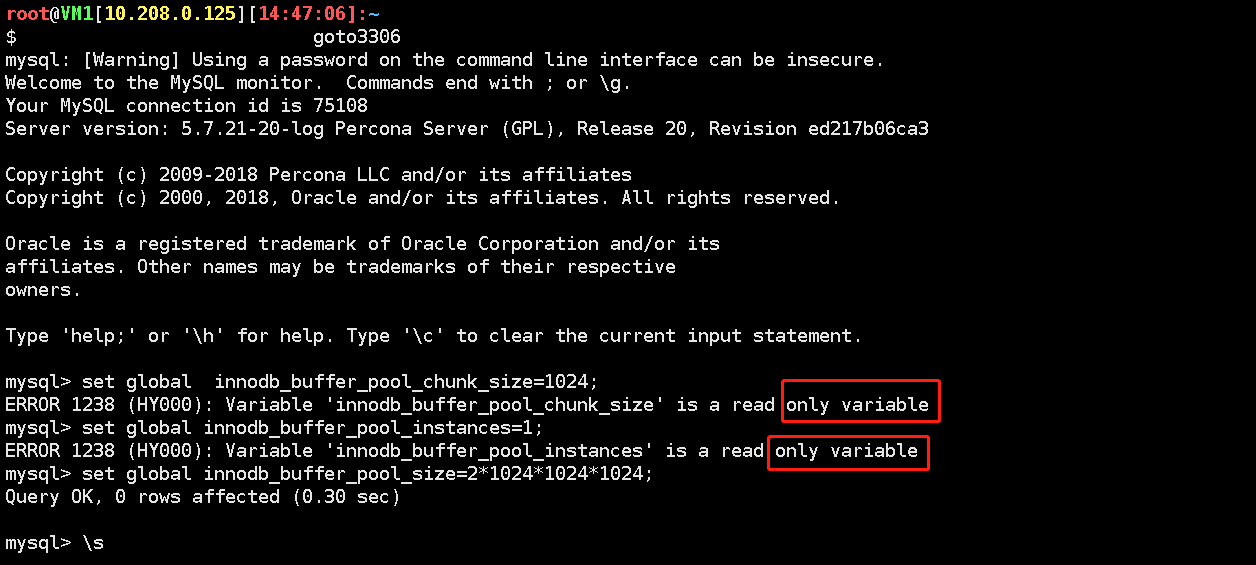 root@VM1[10.208.0.125][14:47:06]:~
$                           goto3306
mysql: [Warning] Using a password on the command line interface can be insecure.
Welcome to the MySQL monitor.  Commands end with ; or \g.
Your MySQL connection id is 75108
Server version: 5.7.21-20-log Percona Server (GPL), Release 20, Revision ed217b06ca3

Copyright (c) 2009-2018 Percona LLC and/or its affiliates
Copyright (c) 2000, 2018, Oracle and/or its affiliates. All rights reserved.

Oracle is a registered trademark of Oracle Corporation and/or its
affiliates. Other names may be trademarks of their respective
owners.

Type 'help;' or '\h' for help. Type '\c' to clear the current input statement.

mysql> set global  innodb_buffer_pool_chunk_size=1024;
ERROR 1238 (HY000): Variable 'innodb_buffer_pool_chunk_size' is a read only variable
mysql> set global innodb_buffer_pool_instances=1;
ERROR 1238 (HY000): Variable 'innodb_buffer_pool_instances' is a read only variable
mysql> set global innodb_buffer_pool_size=2*1024*1024*1024;
Query OK, 0 rows affected (0.30 sec)

mysql> \s